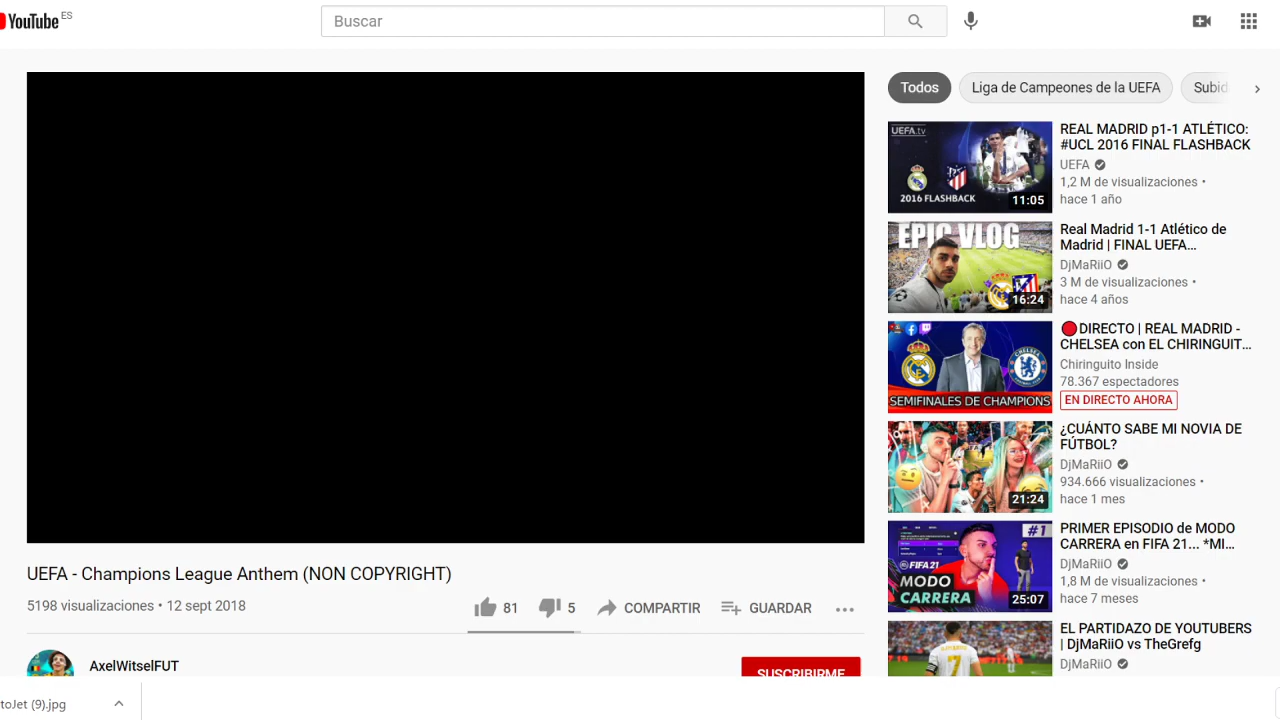 YouTube ES
Buscar
Todos
Liga de Campeones de la UEFA
Subid
UEFA.tv
2016 FLASHBACK
11:05
REAL MADRID p1-1 ATLÉTICO:
#UCL 2016 FINAL FLASHBACK
UEFA
1,2 M de visualizaciones •
hace 1 año
EPIC VLOG
16:24
Real Madrid 1-1 Atlético de
Madrid | FINAL UEFA...
DjMaRiiO
3 M de visualizaciones •
hace 4 años
CHELSEA
SEMIFINALES DE CHAMPIONS
DIRECTO | REAL MADRID -
CHELSEA con EL CHIRINGUIT...
Chiringuito Inside
78.367 espectadores
EN DIRECTO AHORA
21:24
¿CUÁNTO SABE MI NOVIA DE
FÚTBOL?
DjMaRiiO
934.666 visualizaciones •
hace 1 mes
#1
FIFA 21
MODO
CARRERA
25:07
PRIMER EPISODIO de MODO
CARRERA en FIFA 21... *MI...
DjMaRiiO
1,8 M de visualizaciones •
hace 7 meses
7
EL PARTIDAZO DE YOUTUBERS
| DjMaRiiO vs TheGrefg
DjMaRiiO
UEFA - Champions League Anthem (NON COPYRIGHT)
5198 visualizaciones • 12 sept 2018
81
5
COMPARTIR
GUARDAR
AxelWitselFUT
SUSCRIBIRME
toJet (9).jpg